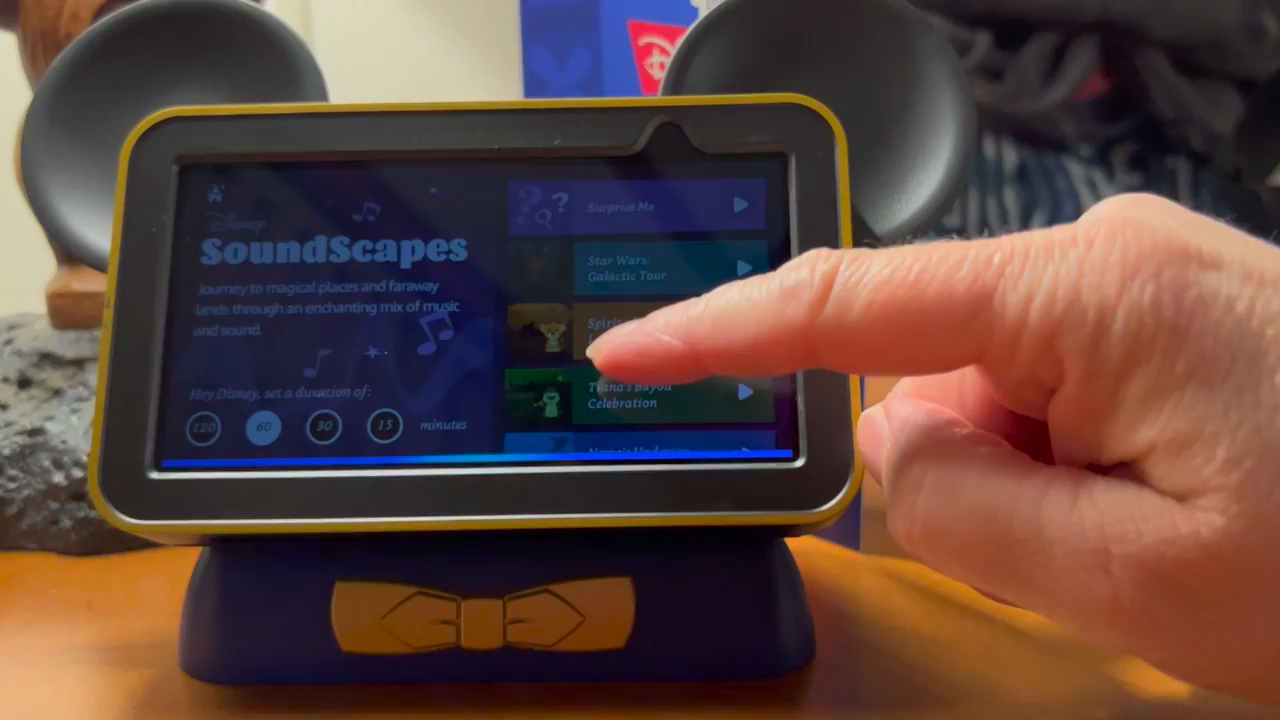 Disney
SoundScapes
Journey to magical places and faraway
lands through an enchanting mix of music
and sound.
Hey Disney, set a duration of:
120 60 30 15 minutes
? ? Surprise Me
Star Wars:
Galactic Tour
Tiana's Bayou
Celebration